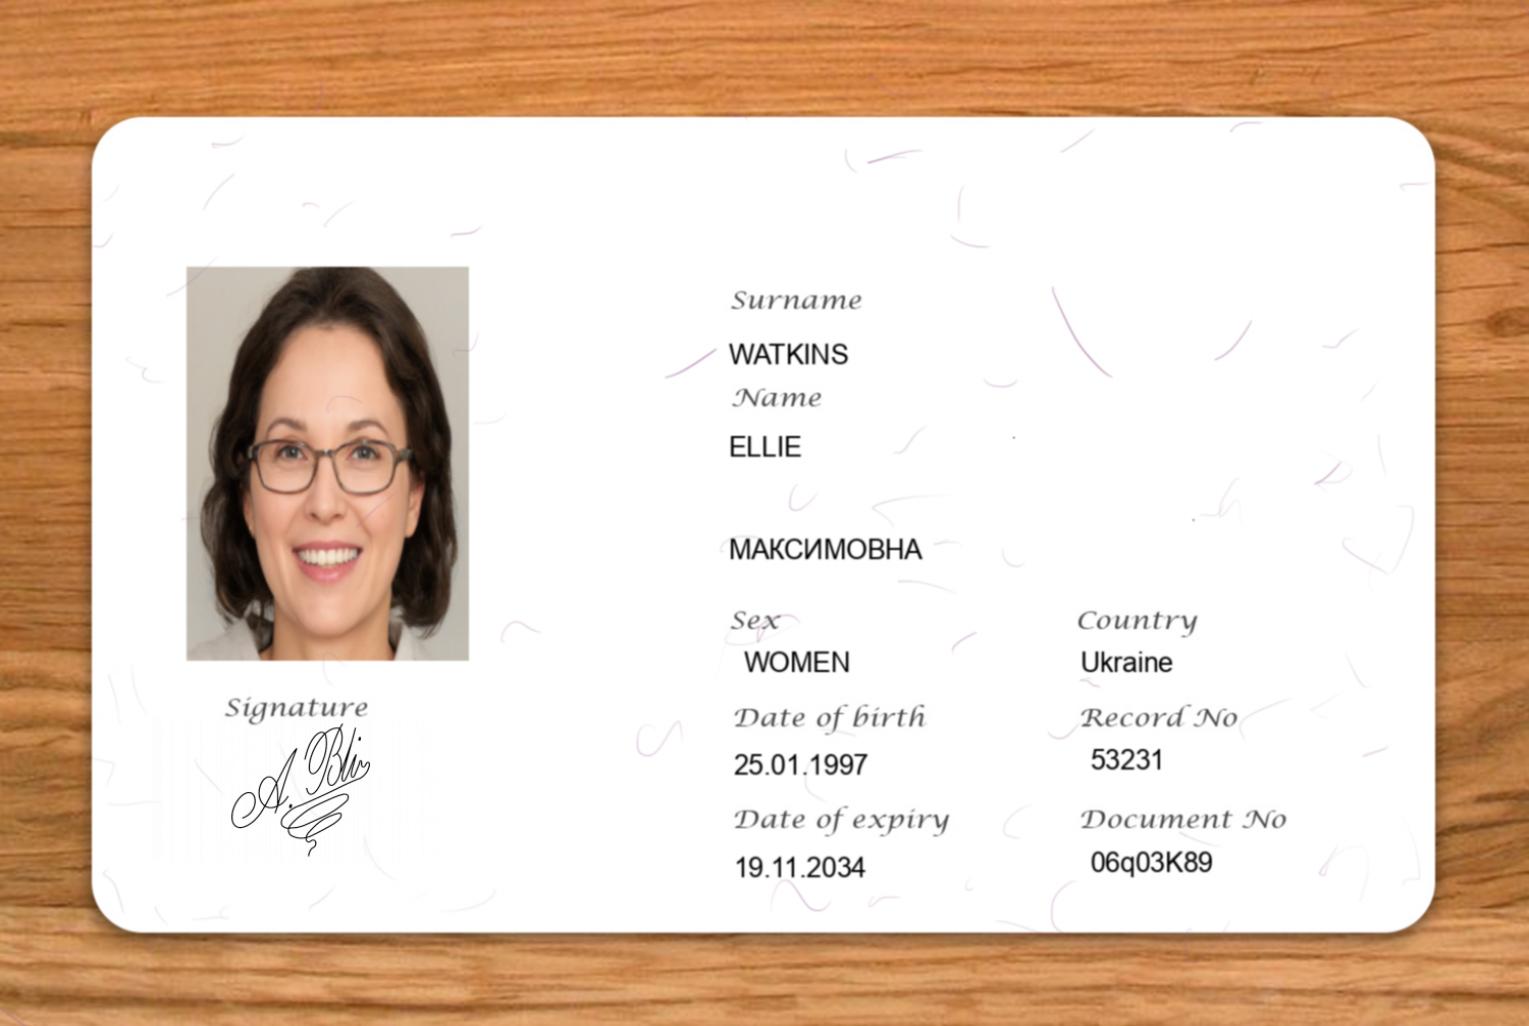 Surname
WATKINS
Name
ELLIE
МАКСИМОВНА
Sex
WOMEN
Country
Ukraine
Date of birth
25.01.1997
Record No
53231
Date of expiry
19.11.2034
Document No
06q03K89
Signature
A. Bli